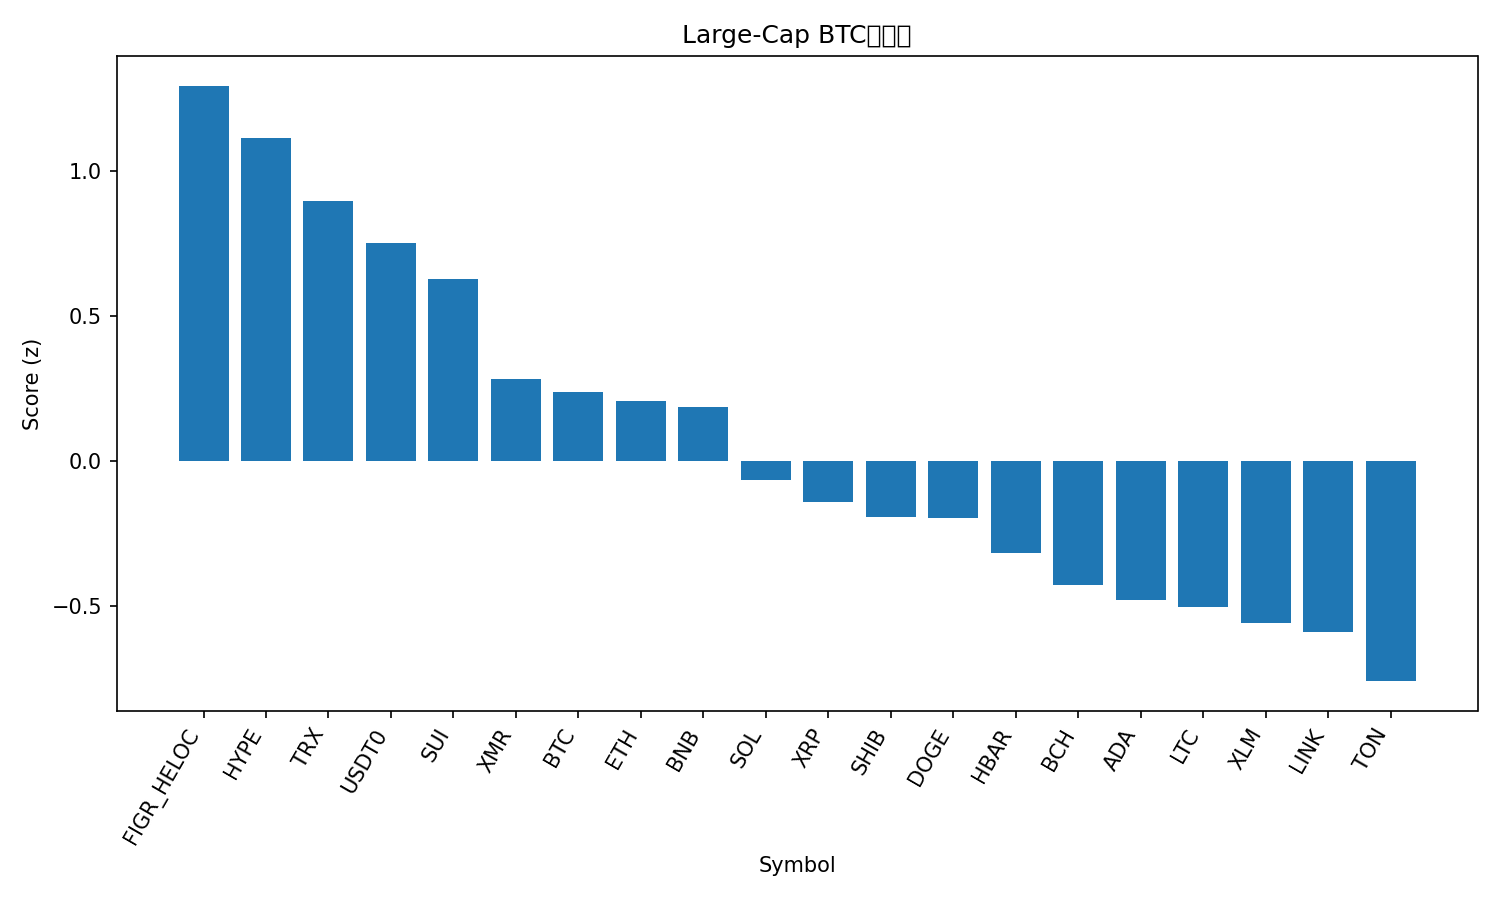 Large-Cap BTC
1.0
0.5
0.0
−0.5
Score (z)
FIGR_HELOC
HYPE
TRX
USDT0
SUI
XMR
BTC
ETH
BNB
SOL
XRP
SHIB
DOGE
HBAR
BCH
ADA
LTC
XLM
LINK
TON
Symbol